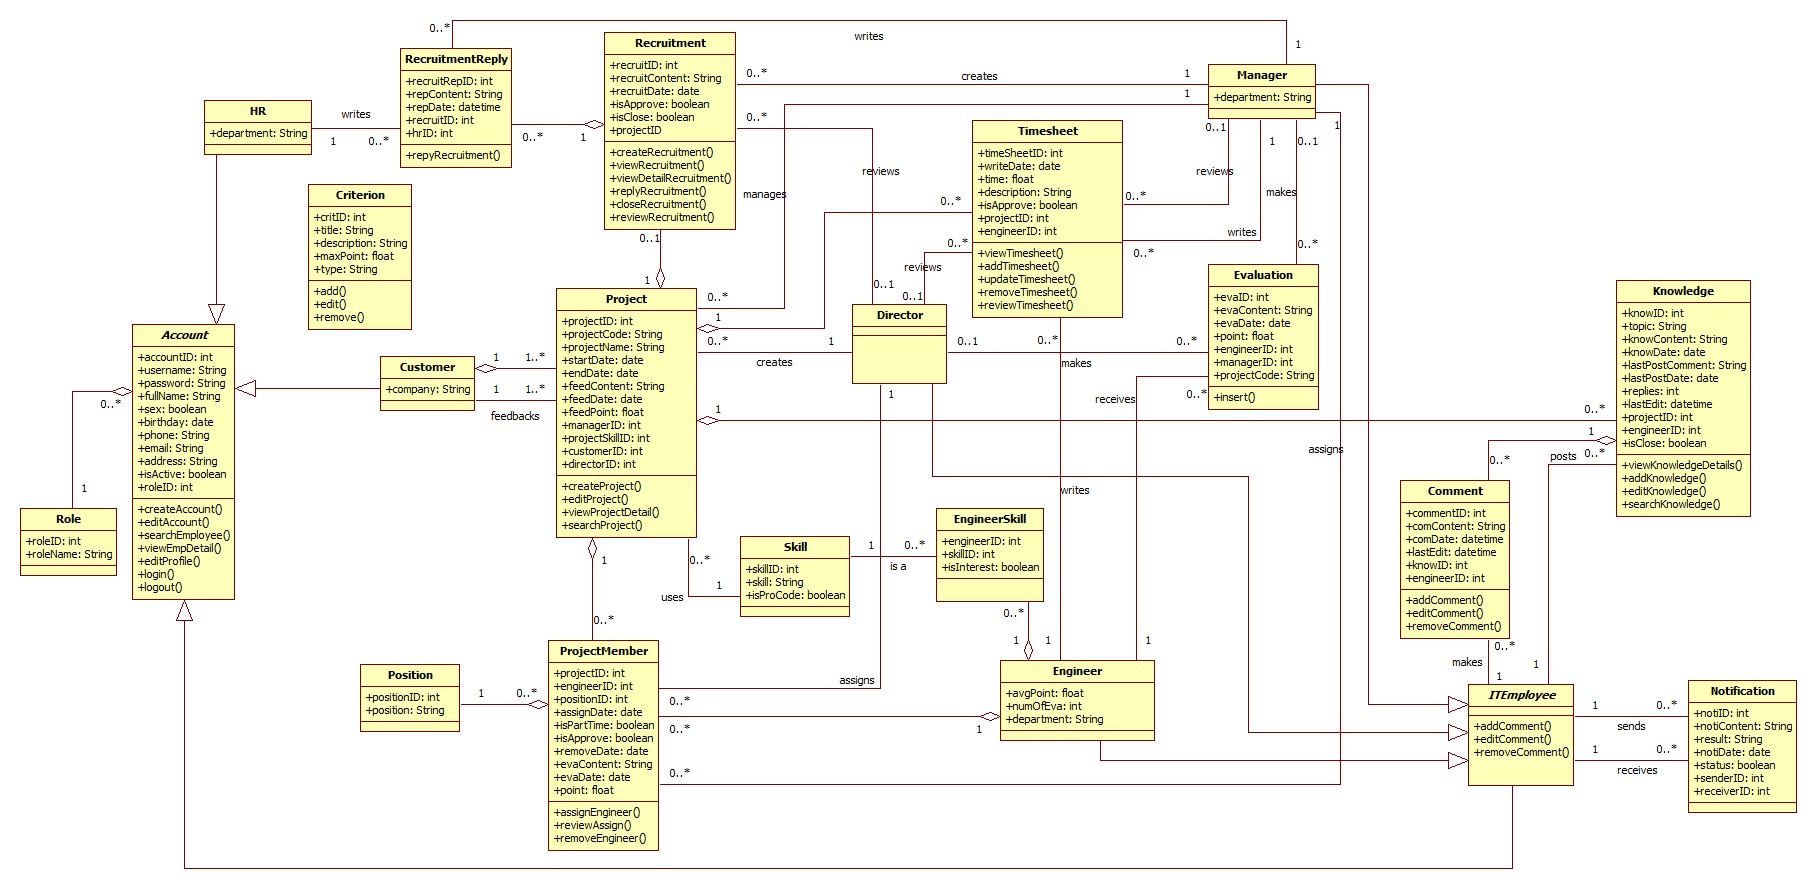 0..*
writes
1
RecruitmentReply
+recruitRepID: int
+repContent: String
+repDate: datetime
+recruitID: int
+hrID: int
+repyRecruitment()
Recruitment
+recruitID: int
+recruitContent: String
+recruitDate: date
+isApprove: boolean
+isClose: boolean
+projectID
+createRecruitment()
+viewRecruitment()
+viewDetailRecruitment()
+replyRecruitment()
+closeRecruitment()
+reviewRecruitment()
0..*
creates
1
1
Manager
+department: String
HR
+department: String
writes
1
0..*
0..*
1
0..*
reviews
0..1
manages
Criterion
+critID: int
+title: String
+description: String
+maxPoint: float
+type: String
+add()
+edit()
+remove()
Timesheet
+timeSheetID: int
+writeDate: date
+time: float
+description: String
+isApprove: boolean
+projectID: int
+engineerID: int
+viewTimesheet()
+addTimesheet()
+updateTimesheet()
+removeTimesheet()
+reviewTimesheet()
0..1
1
0..1
1
reviews
0..*
makes
writes
0..*
0..*
0..*
0..*
reviews
0..1
0..1
1
Evaluation
+evaID: int
+evaContent: String
+evaDate: date
+point: float
+engineerID: int
+managerID: int
+projectCode: String
+insert()
Project
+projectID: int
+projectCode: String
+projectName: String
+startDate: date
+endDate: date
+feedContent: String
+feedDate: date
+feedPoint: float
+managerID: int
+projectSkillID: int
+customerID: int
+directorID: int
+createProject()
+editProject()
+viewProjectDetail()
+searchProject()
0..*
1
0..*
creates
1
Director
0..1
0..*
makes
0..*
1
receives
0..*
1
0..*
Knowledge
+knowID: int
+topic: String
+knowContent: String
+knowDate: date
+lastPostComment: String
+lastPostDate: date
+replies: int
+lastEdit: datetime
+projectID: int
+engineerID: int
+isClose: boolean
+viewKnowledgeDetails()
+addKnowledge()
+editKnowledge()
+searchKnowledge()
Account
+accountID: int
+username: String
+password: String
+fullName: String
+sex: boolean
+birthday: date
+phone: String
+email: String
+address: String
+isActive: boolean
+roleID: int
+createAccount()
+editAccount()
+searchEmployee()
+viewEmpDetail()
+editProfile()
+login()
+logout()
Customer
+company: String
1
1..*
1
1..*
feedbacks
0..*
1
Role
+roleID: int
+roleName: String
assigns
1
0..*
posts
0..*
1
Comment
+commentID: int
+comContent: String
+comDate: datetime
+lastEdit: datetime
+knowID: int
+engineerID: int
+addComment()
+editComment()
+removeComment()
0..*
makes
1
writes
EngineerSkill
+engineerID: int
+skillID: int
+isInterest: boolean
Skill
+skillID: int
+skill: String
+isProCode: boolean
1
is a
0..*
0..*
uses
1
1
0..*
0..*
1
1
1
ProjectMember
+projectID: int
+engineerID: int
+positionID: int
+assignDate: date
+isPartTime: boolean
+isApprove: boolean
+removeDate: date
+evaContent: String
+evaDate: date
+point: float
+assignEngineer()
+reviewAssign()
+removeEngineer()
Position
+positionID: int
+position: String
1
0..*
assigns
0..*
0..*
1
0..*
Engineer
+avgPoint: float
+numOfEva: int
+department: String
ITEmployee
+addComment()
+editComment()
+removeComment()
1
0..*
sends
1
0..*
receives
Notification
+notiID: int
+notiContent: String
+result: String
+notiDate: date
+status: boolean
+senderID: int
+receiverID: int